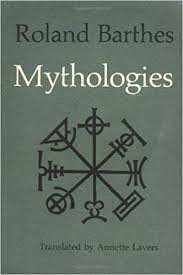 Roland Barthes
Mythologies
Translated by Annette Lavers